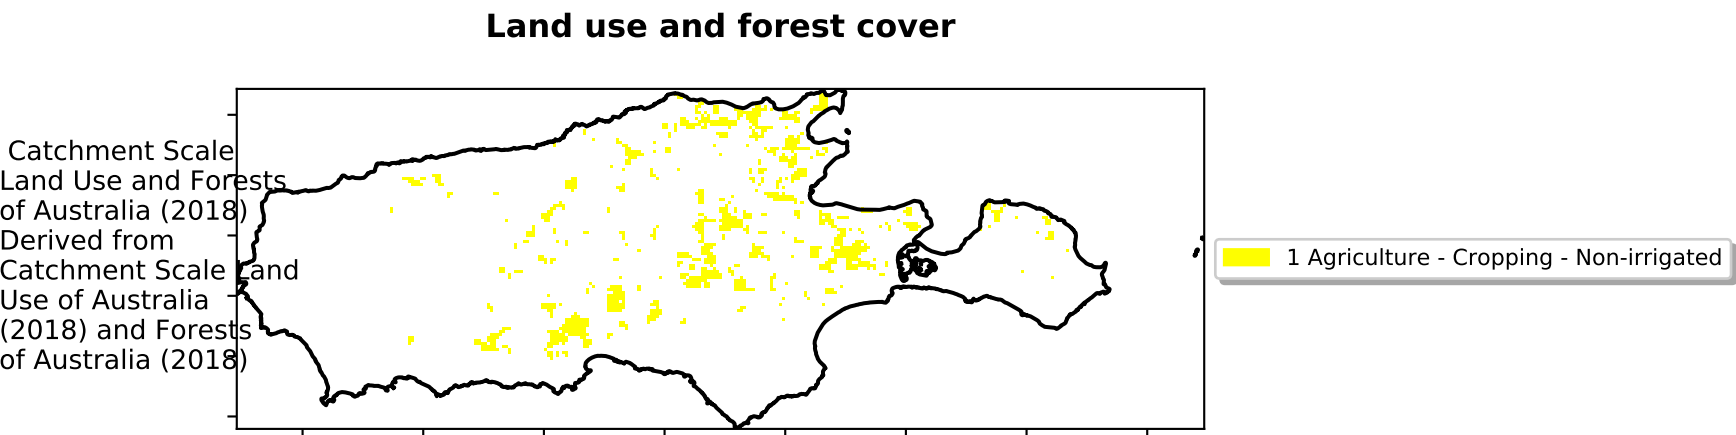 Land use and forest cover
Catchment Scale
Land Use and Forests
of Australia (2018)
Derived from
Catchment Scale Land
Use of Australia
(2018) and Forests
of Australia (2018)
1 Agriculture - Cropping - Non-irrigated